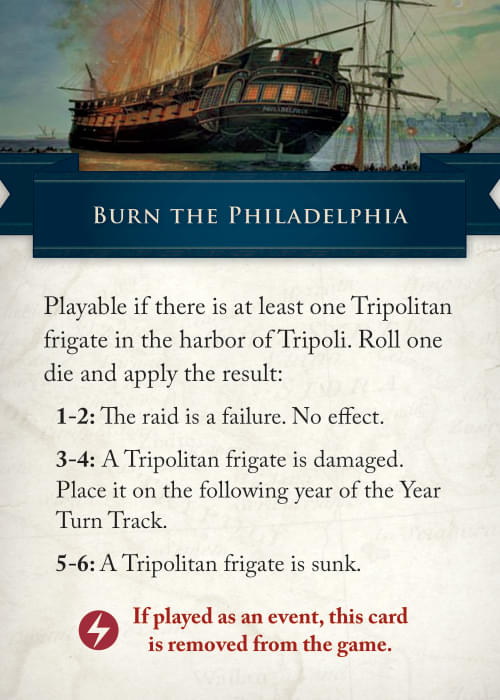 PHILADELPHIA
Burn the Philadelphia
Playable if there is at least one Tripolitan
frigate in the harbor of Tripoli. Roll one
die and apply the result:
1-2: The raid is a failure. No effect.
3-4: A Tripolitan frigate is damaged.
Place it on the following year of the Year
Turn Track.
5-6: A Tripolitan frigate is sunk.
If played as an event, this card
is removed from the game.